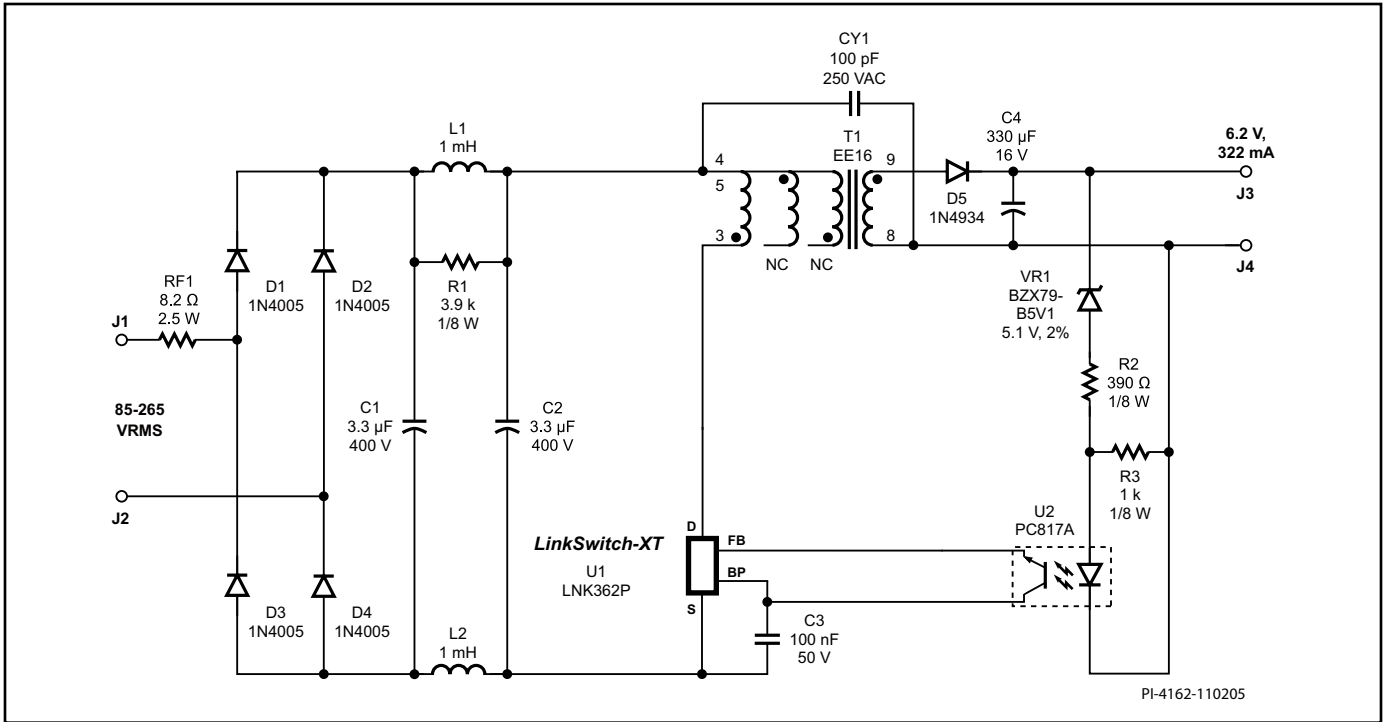 CY1
100 pF
250 VAC
L1
1 mH
T1
EE16
C4
330 µF
16 V
6.2 V,
322 mA
J3
4
5
3
9
8
D5
1N4934
NC
NC
J4
RF1
8.2 Ω
2.5 W
D1
1N4005
D2
1N4005
R1
3.9 k
1/8 W
VR1
BZX79-
B5V1
5.1 V, 2%
J1
R2
390 Ω
1/8 W
85-265
VRMS
C1
3.3 µF
400 V
C2
3.3 µF
400 V
R3
1 k
1/8 W
J2
LinkSwitch-XT
U1
LNK362P
D
FB
BP
S
U2
PC817A
D3
1N4005
D4
1N4005
L2
1 mH
C3
100 nF
50 V
PI-4162-110205